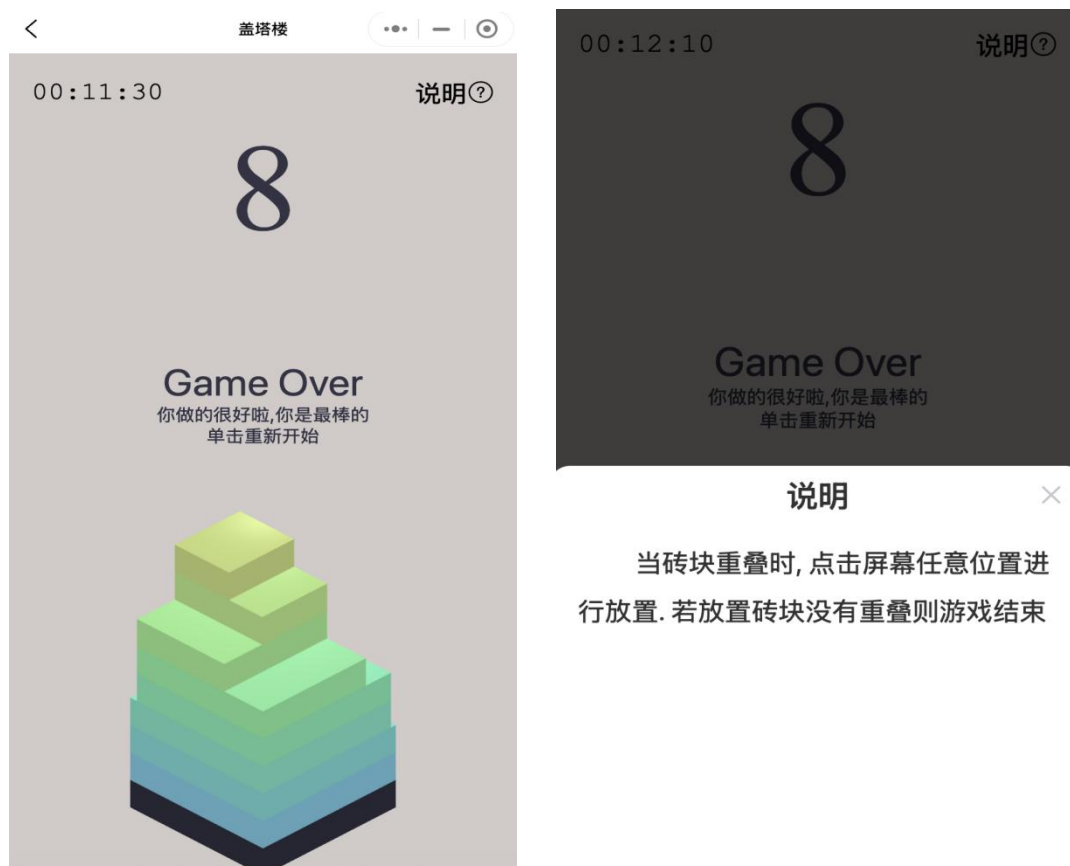 盖塔楼
00:11:30
说明?
8
Game Over
你做的很好啦,你是最棒的
单击重新开始
00:12:10
说明?
8
Game Over
你做的很好啦,你是最棒的
单击重新开始
说明
当砖块重叠时, 点击屏幕任意位置进
行放置. 若放置砖块没有重叠则游戏结束